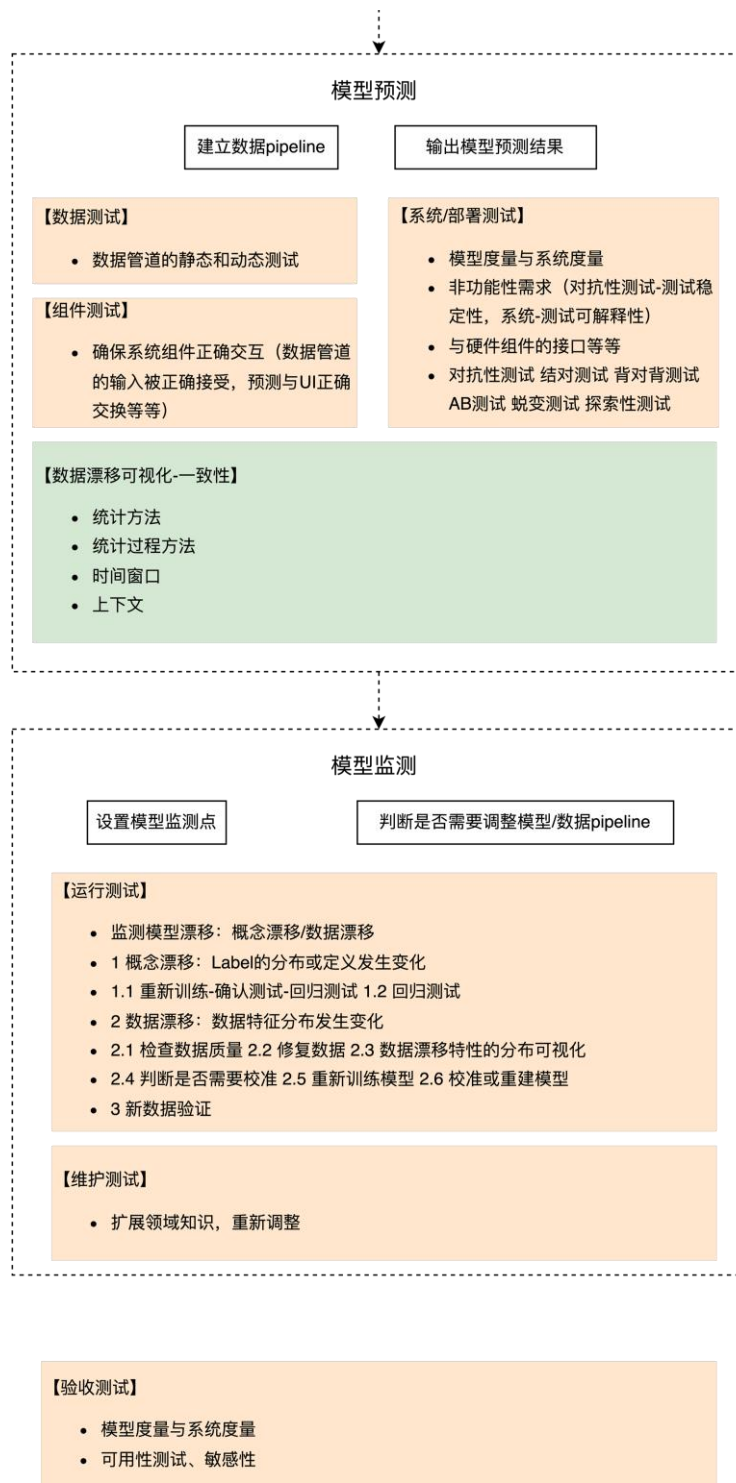 模型预测
建立数据pipeline
输出模型预测结果
【数据测试】
• 数据管道的静态和动态测试
【组件测试】
• 确保系统组件正确交互（数据管道
的输入被正确接受，预测与UI正确
交换等等）
【系统/部署测试】
• 模型度量与系统度量
• 非功能性需求（对抗性测试-测试稳
定性，系统-测试可解释性）
• 与硬件组件的接口等等
• 对抗性测试 结对测试 背对背测试
AB测试 蜕变测试 探索性测试
【数据漂移可视化-一致性】
• 统计方法
• 统计过程方法
• 时间窗口
• 上下文
模型监测
设置模型监测点
判断是否需要调整模型/数据pipeline
【运行测试】
• 监测模型漂移：概念漂移/数据漂移
• 1 概念漂移：Label的分布或定义发生变化
• 1.1 重新训练-确认测试-回归测试 1.2 回归测试
• 2 数据漂移：数据特征分布发生变化
• 2.1 检查数据质量 2.2 修复数据 2.3 数据漂移特性的分布可视化
• 2.4 判断是否需要校准 2.5 重新训练模型 2.6 校准或重建模型
• 3 新数据验证
【维护测试】
• 扩展领域知识，重新调整
【验收测试】
• 模型度量与系统度量
• 可用性测试、敏感性